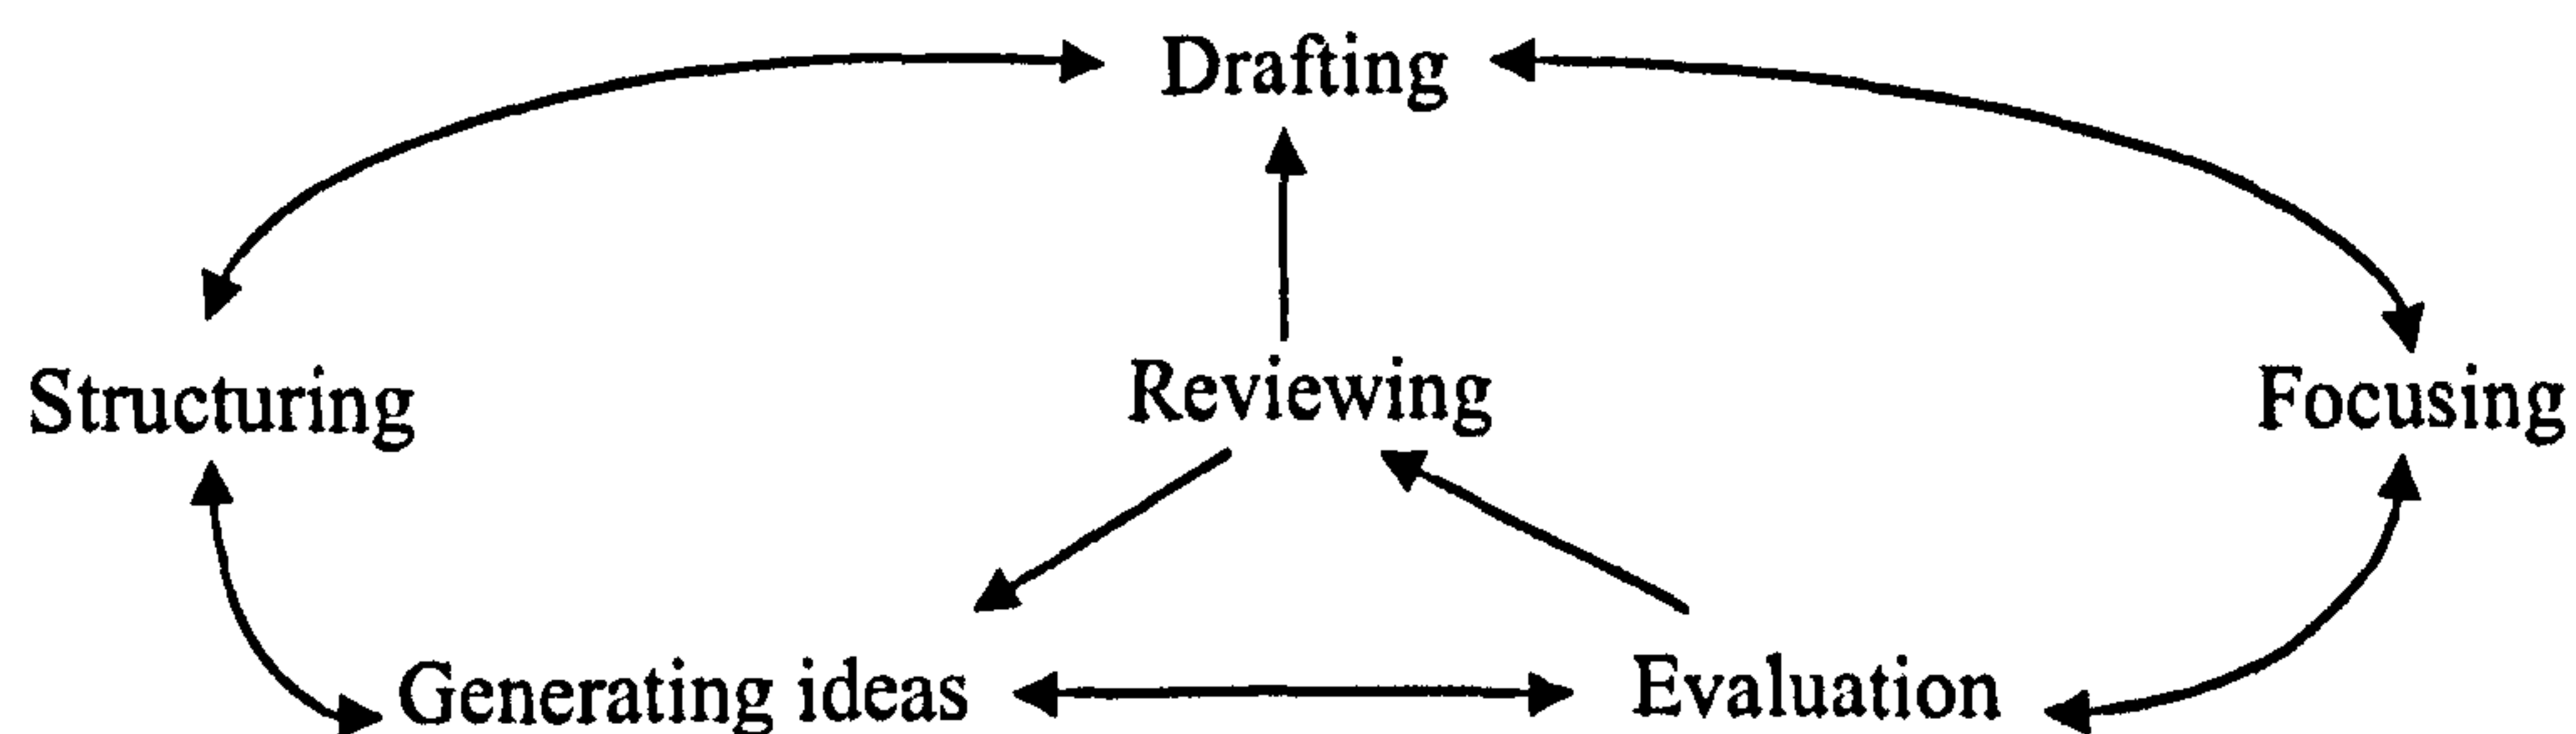 Drafting
Structuring
Reviewing
Focusing
Generating ideas
Evaluation